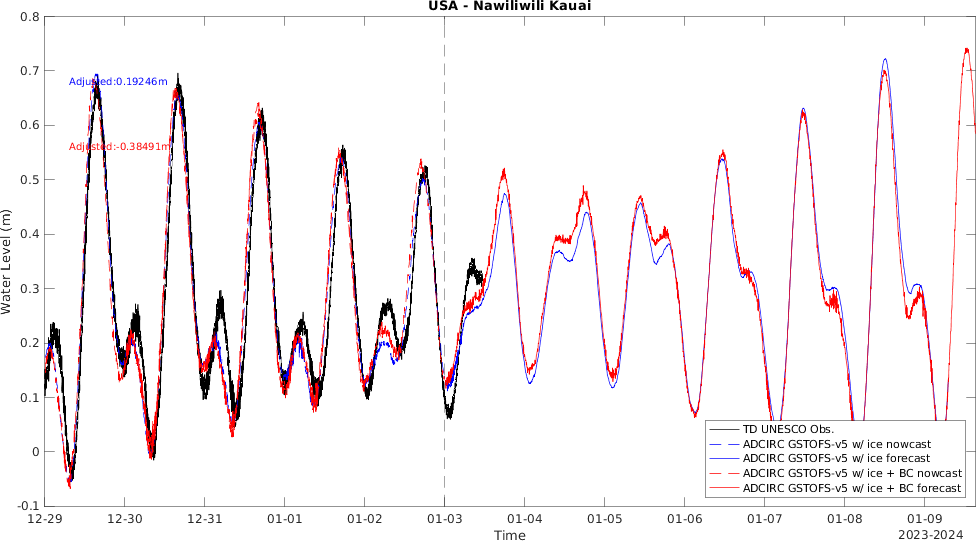 USA - Nawiliwili Kauai
0.8
0.7
0.6
0.5
0.4
0.3
0.2
0.1
0
-0.1
Water Level (m)
Adjusted:0.19246m
Adjusted:-0.38491m
TD UNESCO Obs.
ADCIRC GSTOFS-v5 w/ ice nowcast
ADCIRC GSTOFS-v5 w/ ice forecast
ADCIRC GSTOFS-v5 w/ ice + BC nowcast
ADCIRC GSTOFS-v5 w/ ice + BC forecast
12-29 12-30 12-31 01-01 01-02 01-03 01-04 01-05 01-06 01-07 01-08 01-09
Time
2023-2024